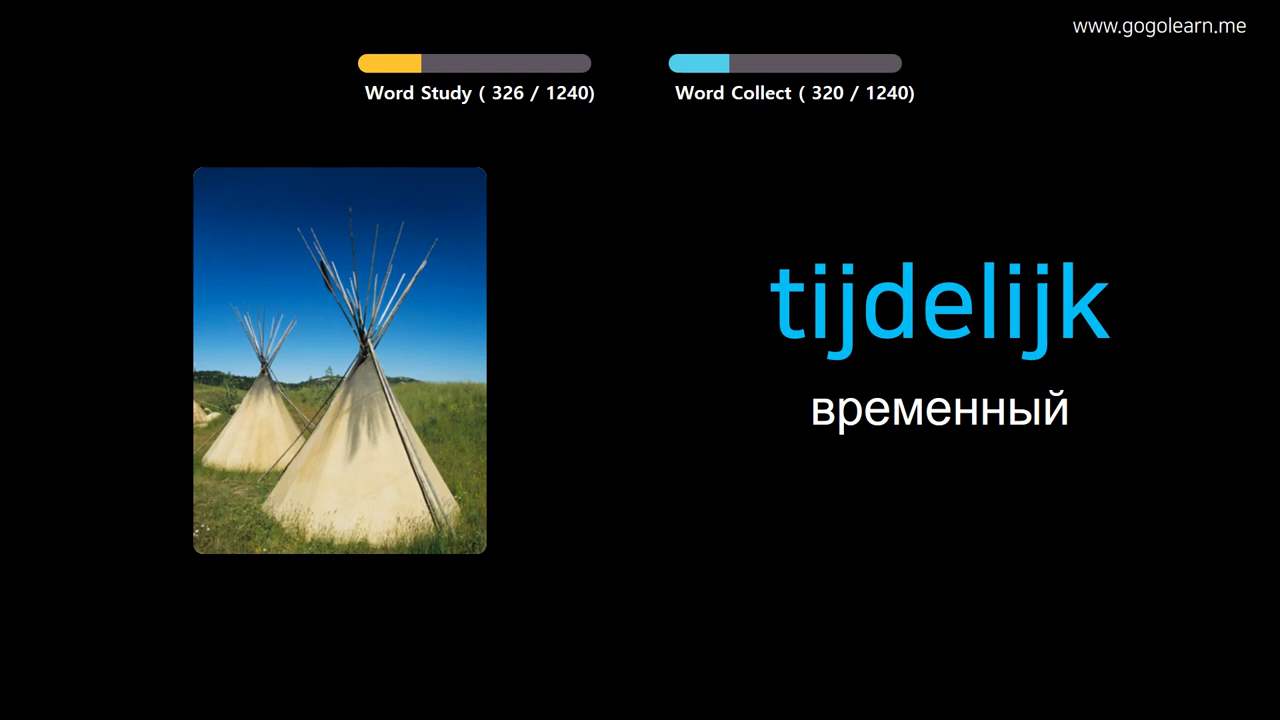 www.gogolearn.me
Word Study ( 326 / 1240)
Word Collect ( 320 / 1240)
tijdelijk
временный